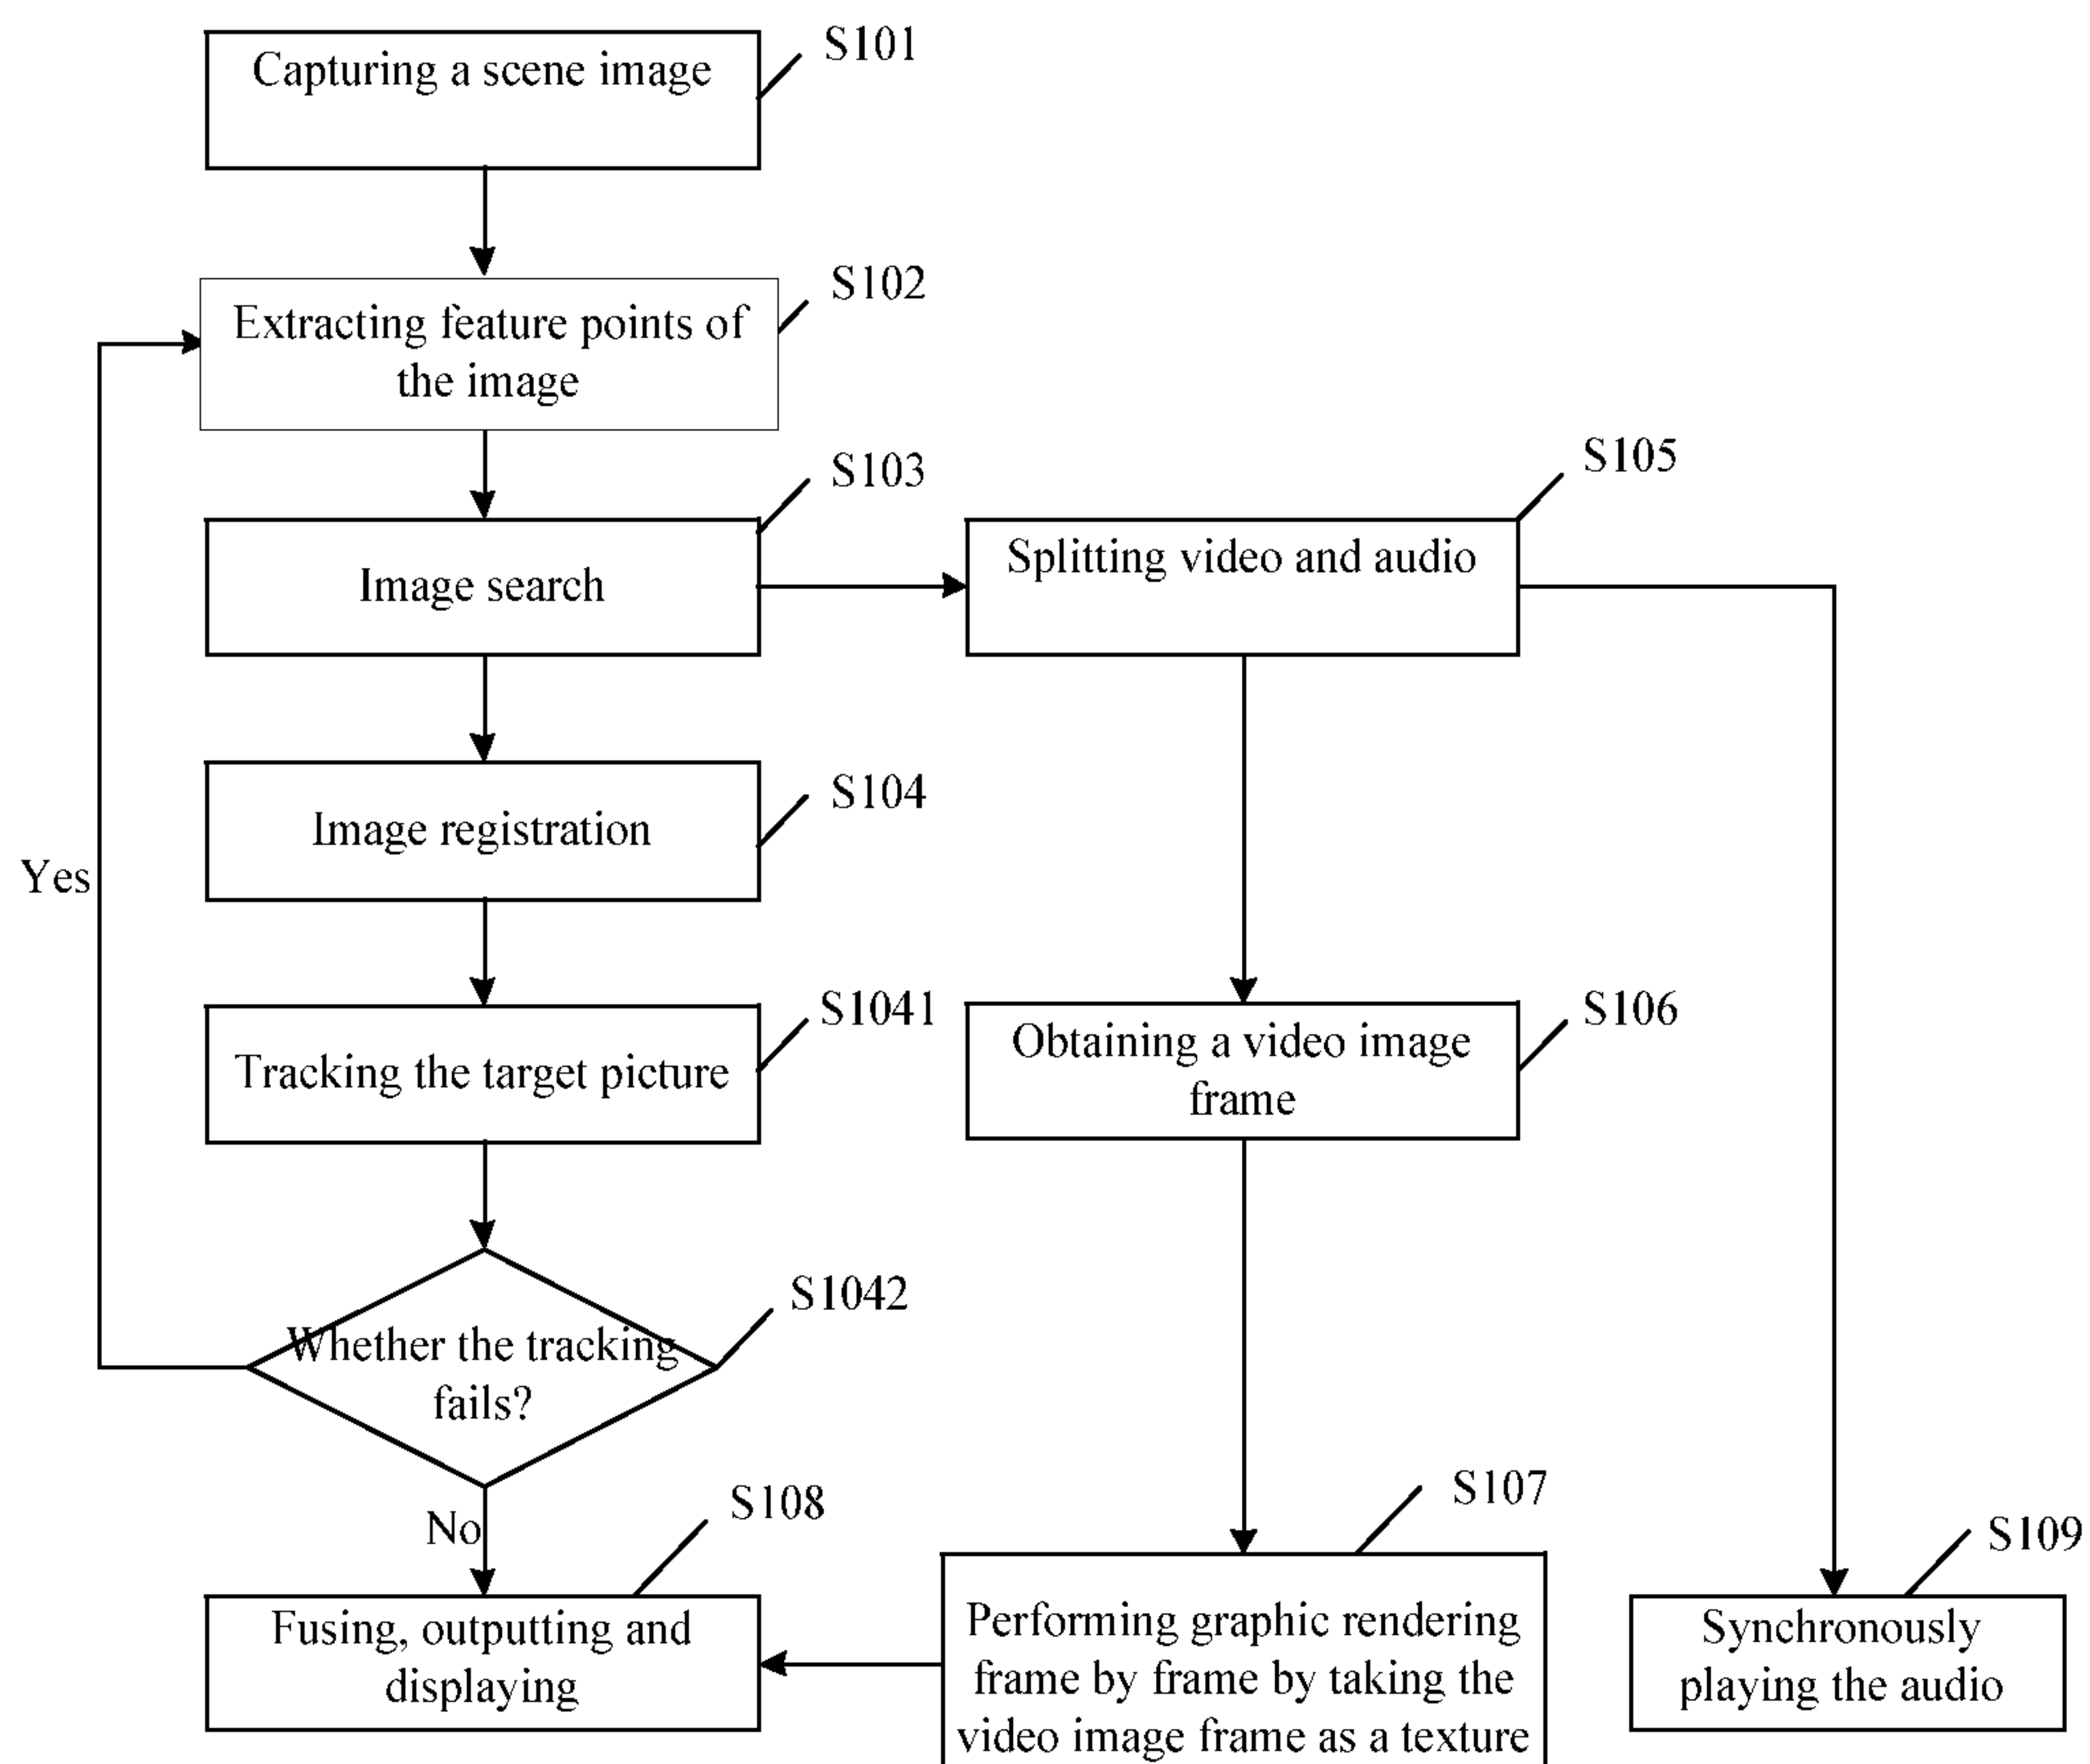 Capturing a scene image
S101
Extracting feature points of
the image
S102
Image search
S103
Splitting video and audio
S105
Image registration
S104
Yes
Tracking the target picture
S1041
Obtaining a video image
frame
S106
Whether the tracking
fails?
S1042
No
Fusing, outputting and
displaying
S108
Performing graphic rendering
frame by frame by taking the
video image frame as a texture
S107
Synchronously
playing the audio
S109